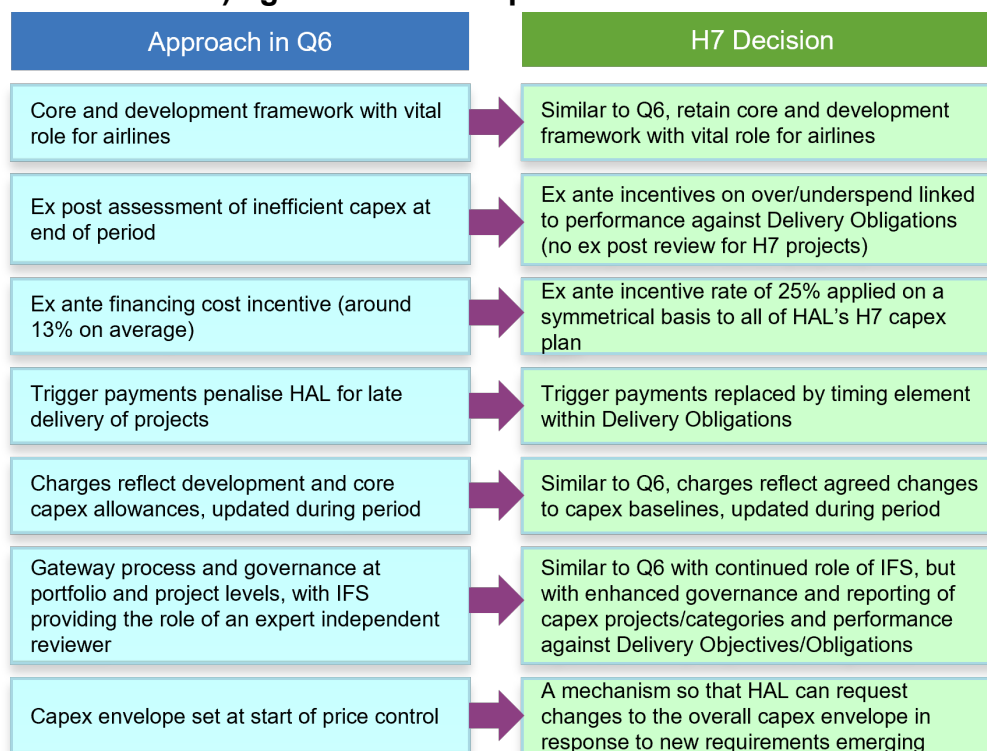 Approach in Q6
H7 Decision
Core and development framework with vital
role for airlines
Similar to Q6, retain core and development
framework with vital role for airlines
Ex post assessment of inefficient capex at
end of period
Ex ante incentives on over/underspend linked
to performance against Delivery Obligations
(no ex post review for H7 projects)
Ex ante financing cost incentive (around
13% on average)
Ex ante incentive rate of 25% applied on a
symmetrical basis to all of HAL's H7 capex
plan
Trigger payments penalise HAL for late
delivery of projects
Trigger payments replaced by timing element
within Delivery Obligations
Charges reflect development and core
capex allowances, updated during period
Similar to Q6, charges reflect agreed changes
to capex baselines, updated during period
Gateway process and governance at
portfolio and project levels, with IFS
providing the role of an expert independent
reviewer
Similar to Q6 with continued role of IFS, but
with enhanced governance and reporting of
capex projects/categories and performance
against Delivery Objectives/Obligations
Capex envelope set at start of price control
A mechanism so that HAL can request
changes to the overall capex envelope in
response to new requirements emerging